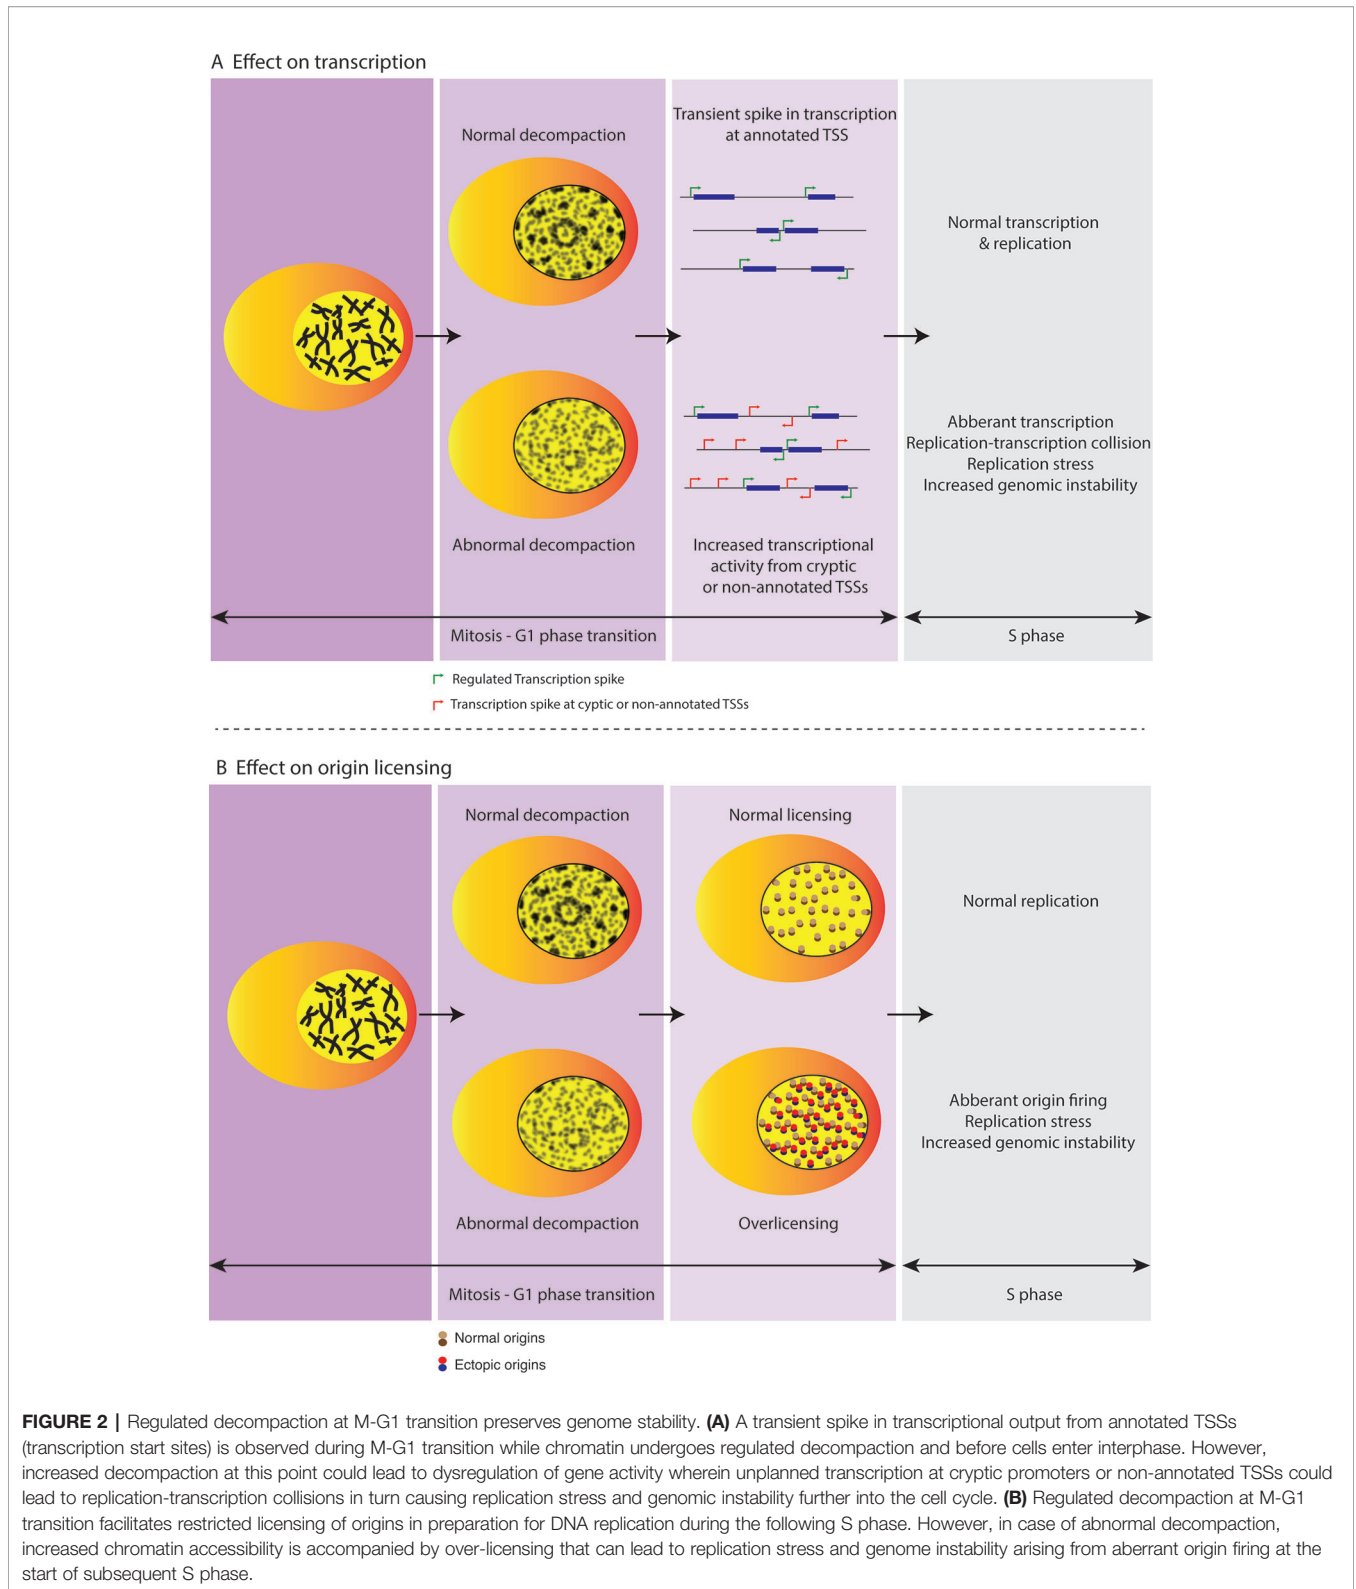 A Effect on transcription
Normal decompaction
Transient spike in transcription
at annotated TSS
Normal transcription
& replication
Abberant transcription
Replication-transcription collision
Replication stress
Increased genomic instability
Abnormal decompaction
Increased transcriptional
activity from cryptic
or non-annotated TSSs
Mitosis - G1 phase transition
S phase
Regulated Transcription spike
Transcription spike at cyptic or non-annotated TSSs
B Effect on origin licensing
Normal decompaction
Normal licensing
Normal replication
Abberant origin firing
Replication stress
Increased genomic instability
Abnormal decompaction
Overlicensing
Mitosis - G1 phase transition
S phase
Normal origins
Ectopic origins
FIGURE 2 | Regulated decompaction at M-G1 transition preserves genome stability. (A) A transient spike in transcriptional output from annotated TSSs
(transcription start sites) is observed during M-G1 transition while chromatin undergoes regulated decompaction and before cells enter interphase. However,
increased decompaction at this point could lead to dysregulation of gene activity wherein unplanned transcription at cryptic promoters or non-annotated TSSs could
lead to replication-transcription collisions in turn causing replication stress and genomic instability further into the cell cycle. (B) Regulated decompaction at M-G1
transition facilitates restricted licensing of origins in preparation for DNA replication during the following S phase. However, in case of abnormal decompaction,
increased chromatin accessibility is accompanied by over-licensing that can lead to replication stress and genome instability arising from aberrant origin firing at the
start of subsequent S phase.